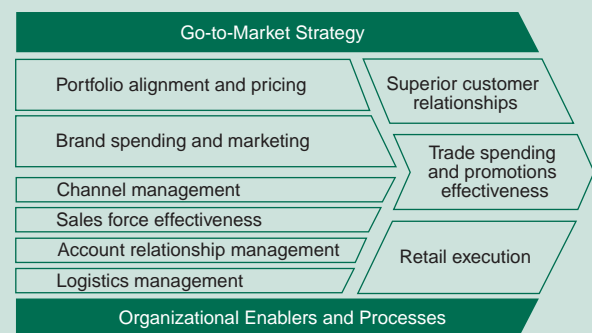 Go-to-Market Strategy
Portfolio alignment and pricing
Brand spending and marketing
Channel management
Sales force effectiveness
Account relationship management
Logistics management
Superior customer
relationships
Trade spending
and promotions
effectiveness
Retail execution
Organizational Enablers and Processes